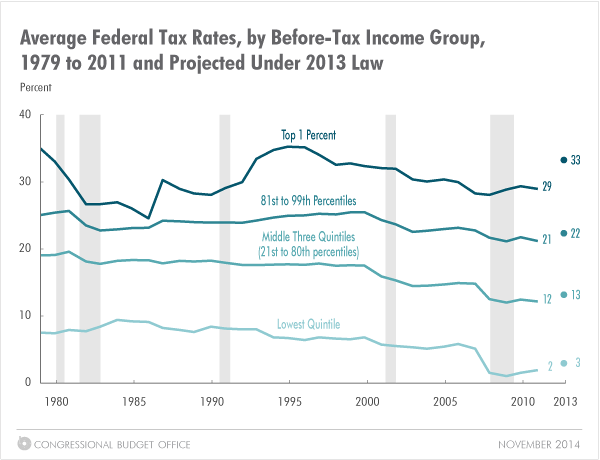 Average Federal Tax Rates, by Before-Tax Income Group,
1979 to 2011 and Projected Under 2013 Law
Percent
40
Top 1 Percent
33
30
29
81st to 99th Percentiles
22
21
20
Middle Three Quintiles
(21st to 80th percentiles)
13
12
10
Lowest Quintile
3
2
0
1980 1985 1990 1995 2000 2005 2010 2013
CONGRESSIONAL BUDGET OFFICE NOVEMBER 2014